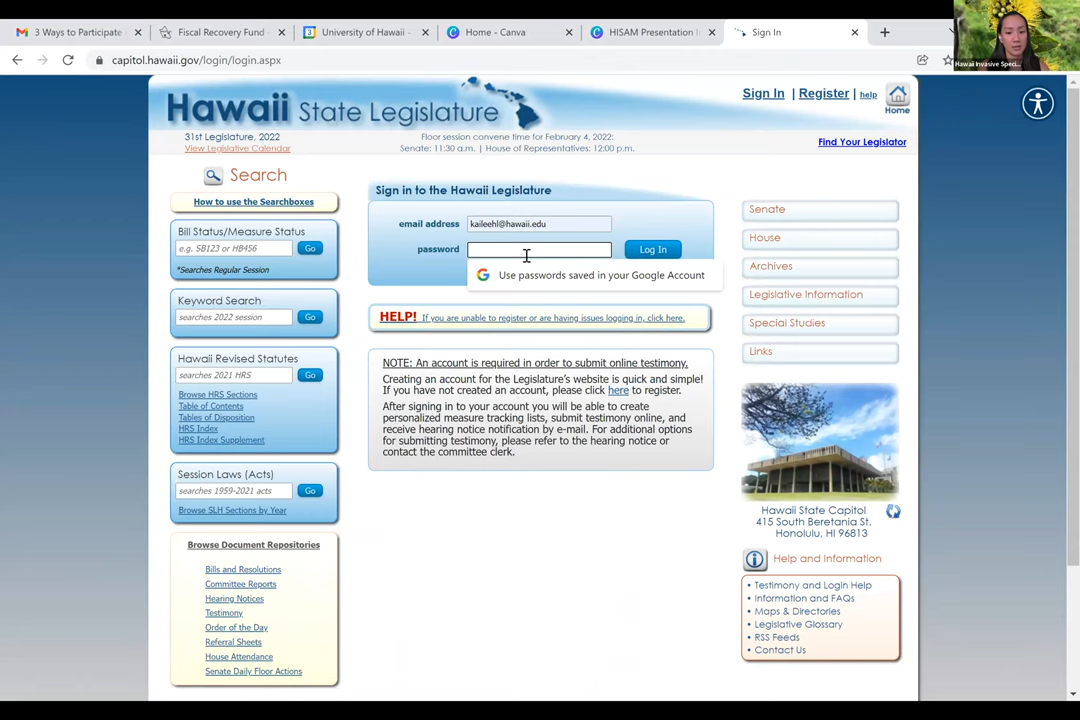 3 Ways to Participate
Fiscal Recovery Fund
3
University of Hawaii -
Home - Canva
HISAM Presentation i
Sign In
capitol.hawaii.gov/login/login.aspx
Hawaii Invasive Speci...
Hawaii State Legislature
Sign In | Register | help
Home
31st Legislature, 2022
View Legislative Calendar
Floor session convene time for February 4, 2022:
Senate: 11:30 a.m. | House of Representatives: 12:00 p.m.
Find Your Legislator
Search
How to use the Searchboxes
Bill Status/Measure Status
e.g. SB123 or HB456
Go
*Searches Regular Session
Keyword Search
searches 2022 session
Go
Hawaii Revised Statutes
searches 2021 HRS
Go
Browse HRS Sections
Table of Contents
Tables of Disposition
HRS Index
HRS Index Supplement
Session Laws (Acts)
searches 1959-2021 acts
Go
Browse SLH Sections by Year
Browse Document Repositories
Bills and Resolutions
Committee Reports
Hearing Notices
Testimony
Order of the Day
Referral Sheets
House Attendance
Senate Daily Floor Actions
Sign in to the Hawaii Legislature
email address
kaileehl@hawaii.edu
password
Log In
Use passwords saved in your Google Account
HELP! If you are unable to register or are having issues logging in, click here.
NOTE: An account is required in order to submit online testimony.
Creating an account for the Legislature's website is quick and simple!
If you have not created an account, please click here to register.
After signing in to your account you will be able to create
personalized measure tracking lists, submit testimony online, and
receive hearing notice notification by e-mail. For additional options
for submitting testimony, please refer to the hearing notice or
contact the committee clerk.
Senate
House
Archives
Legislative Information
Special Studies
Links
Hawaii State Capitol
415 South Beretania St.
Honolulu, HI 96813
Help and Information
• Testimony and Login Help
• Information and FAQs
• Maps & Directories
• Legislative Glossary
• RSS Feeds
• Contact Us